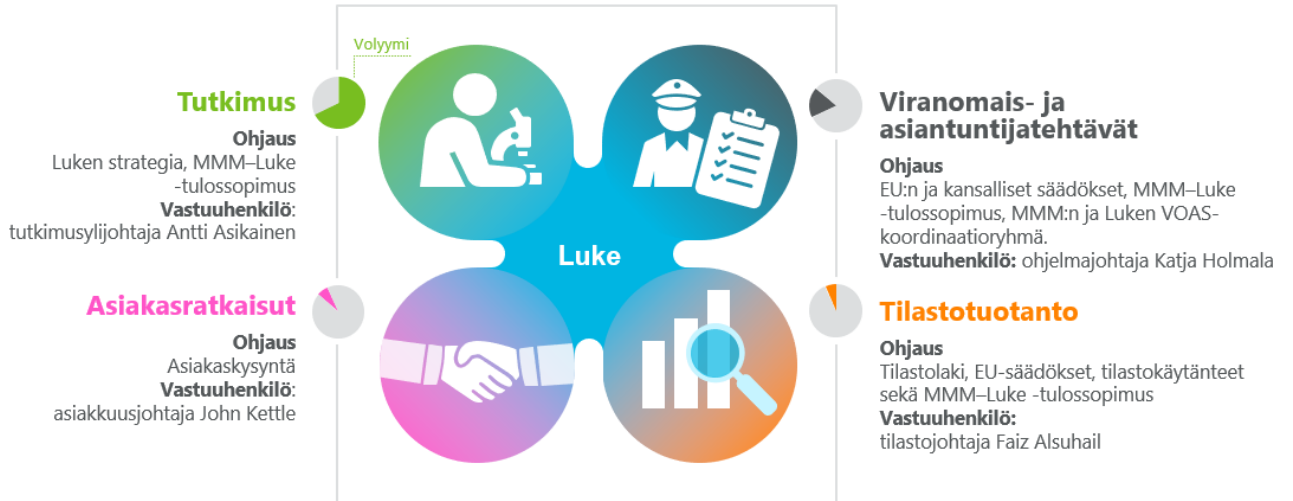 Volyymi
Tutkimus
Ohjaus
Luken strategia, MMM–Luke
-tulossopimus
Vastuuhenkilö:
tutkimusylijohtaja Antti Asikainen
Viranomais- ja
asiantuntijatehtävät
Ohjaus
EU:n ja kansalliset säädökset, MMM–Luke
-tulossopimus, MMM:n ja Luken VOAS-
koordinaatioryhmä.
Vastuuhenkilö: ohjelmajohtaja Katja Holmala
Luke
Asiakasratkaisut
Ohjaus
Asiakaskysyntä
Vastuuhenkilö:
asiakkuusjohtaja John Kettle
Tilastotuotanto
Ohjaus
Tilastolaki, EU-säädökset, tilastokäytänteet
sekä MMM–Luke -tulossopimus
Vastuuhenkilö:
tilastojohtaja Faiz Alsuhail